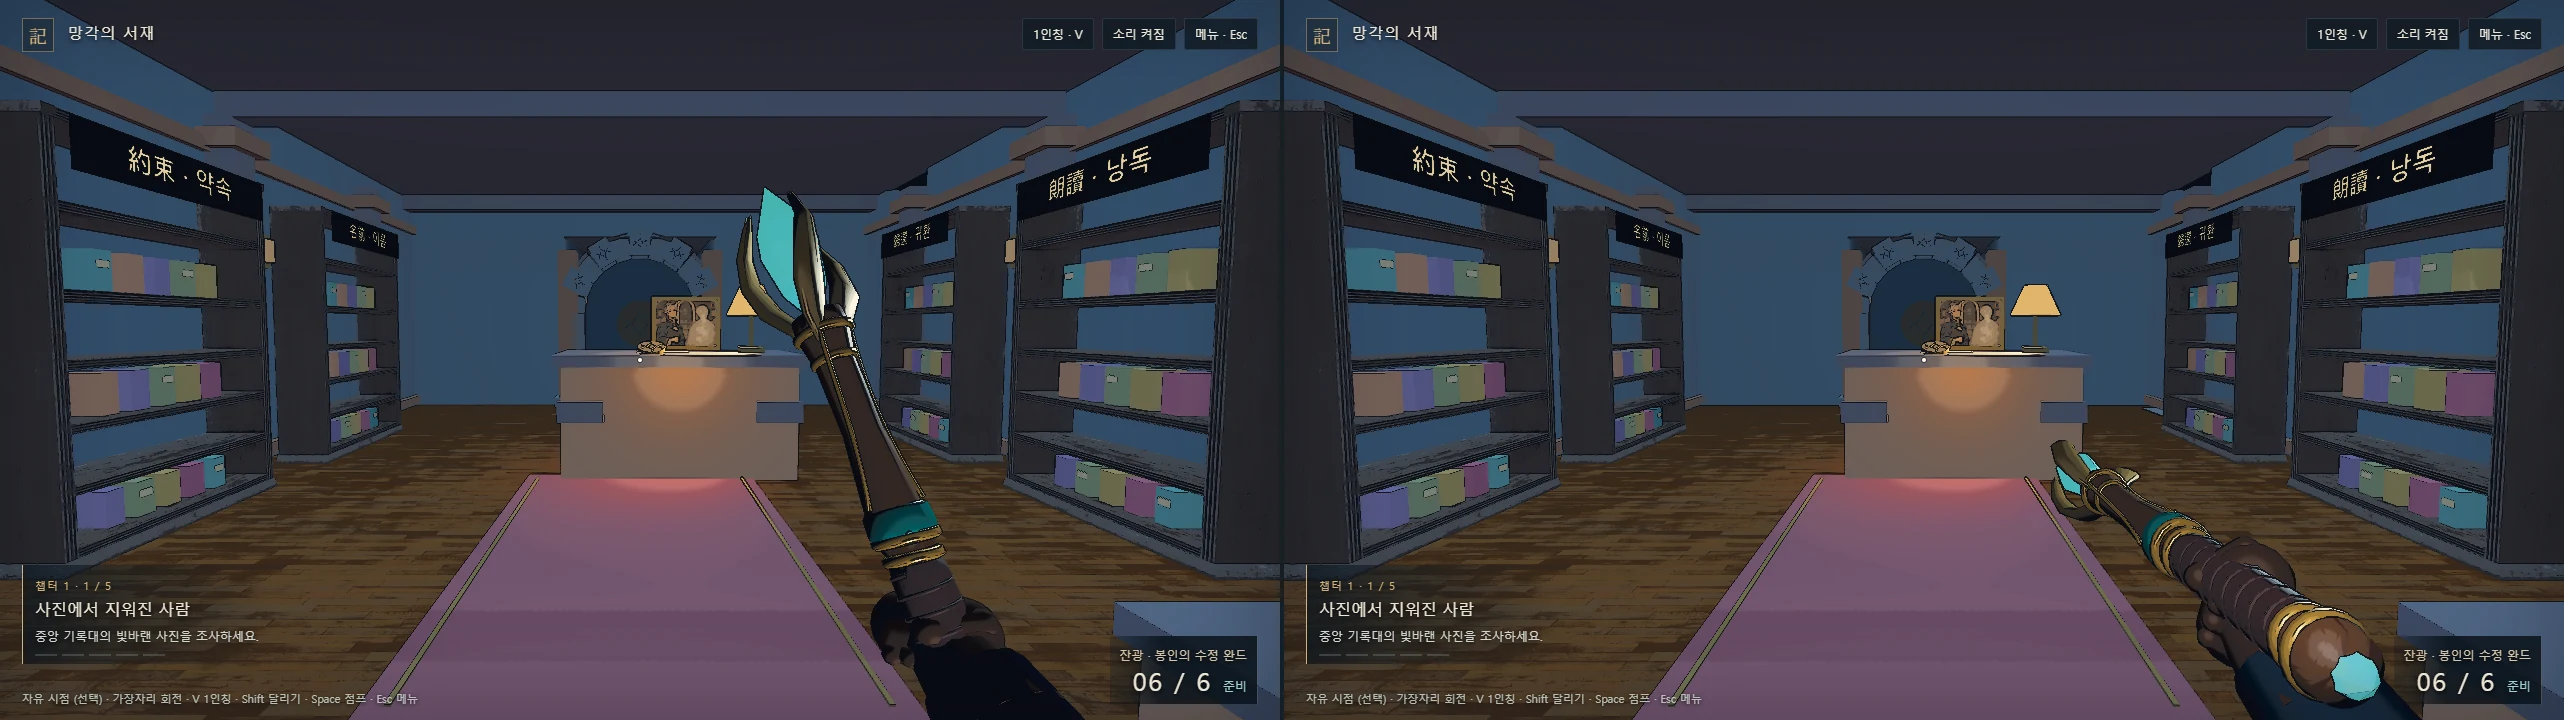 記 망각의 서재
1인칭 · V
소리 켜짐
메뉴 · Esc
約束 · 약속
朗讀 · 낭독
챕터 1 · 1 / 5
사진에서 지워진 사람
중앙 기록대의 빛바랜 사진을 조사하세요.
자유 시점 (선택) · 가장자리 회전 · V 1인칭 · Shift 달리기 · Space 점프 · Esc 메뉴
잔광 · 봉인의 수정 완드
06 / 6 준비
記 망각의 서재
1인칭 · V
소리 켜짐
메뉴 · Esc
約束 · 약속
朗讀 · 낭독
챕터 1 · 1 / 5
사진에서 지워진 사람
중앙 기록대의 빛바랜 사진을 조사하세요.
자유 시점 (선택) · 가장자리 회전 · V 1인칭 · Shift 달리기 · Space 점프 · Esc 메뉴
잔광 · 봉인의 수정 완드
06 / 6 준비